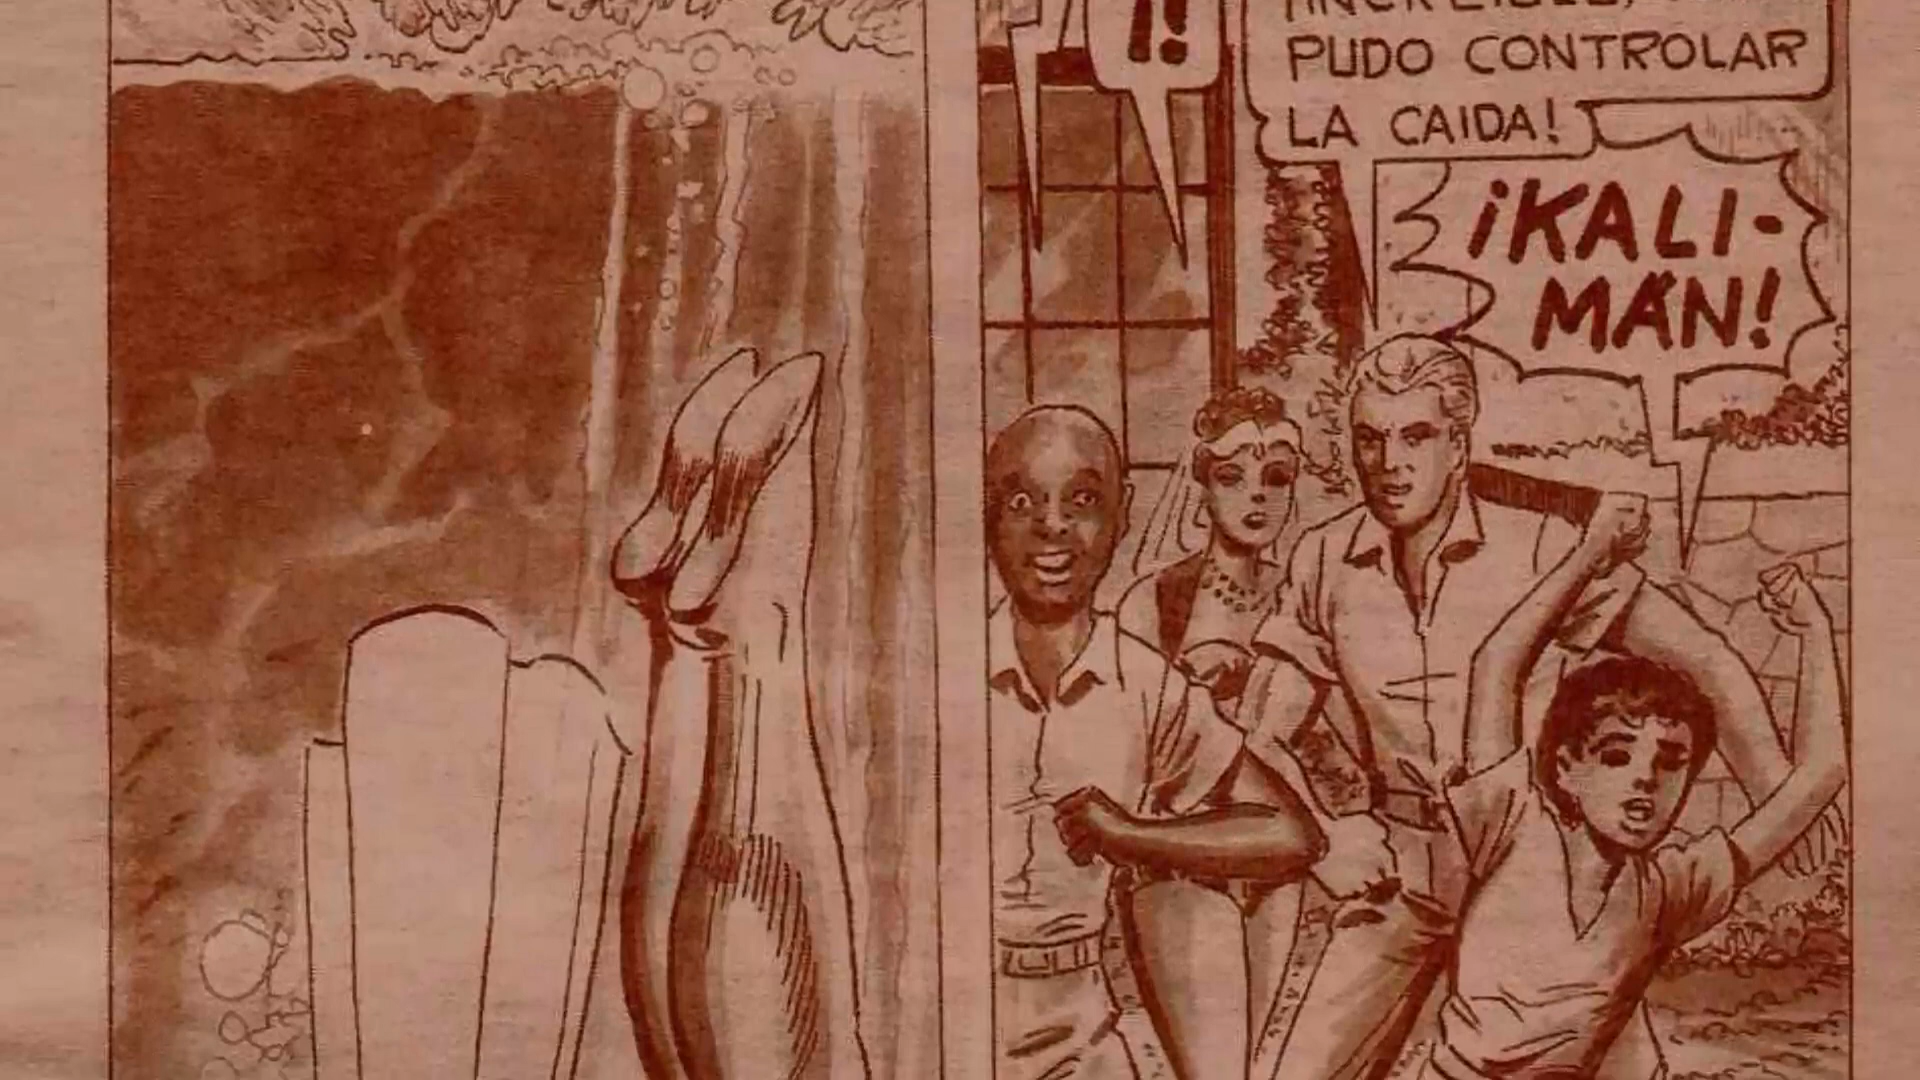 !!
PUDO CONTROLAR
LA CAIDA!
¡KALI-
MÁN!